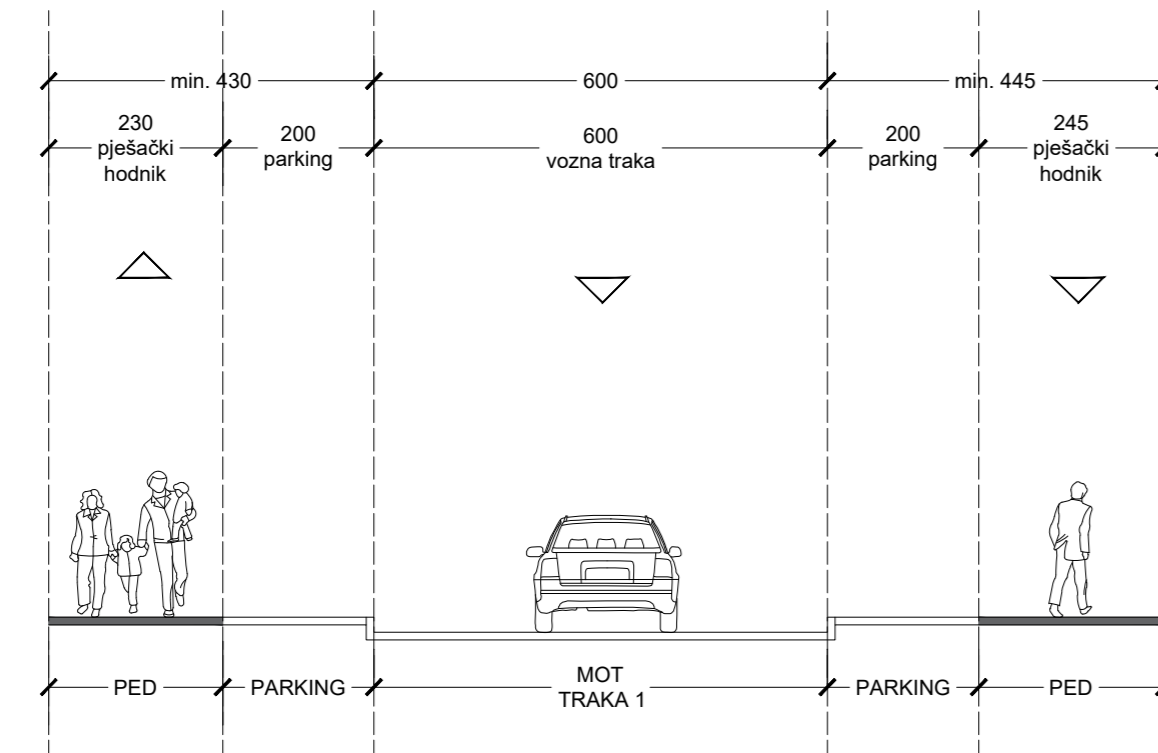 min. 430
600
min. 445
230
pješački
hodnik
200
parking
600
vozna traka
200
parking
245
pješački
hodnik
PED
PARKING
MOT
TRAKA 1
PARKING
PED